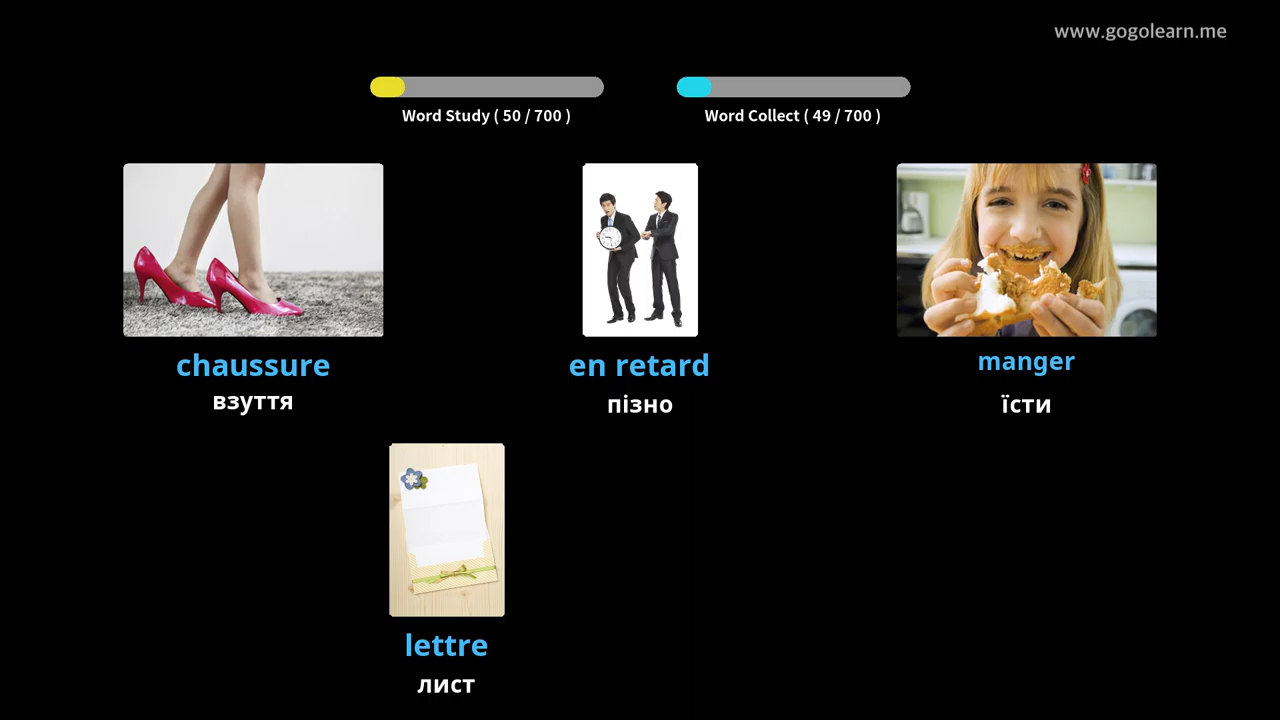 www.gogolearn.me
Word Study ( 50 / 700 )
Word Collect ( 49 / 700 )
chaussure
взуття
en retard
пізно
manger
їсти
lettre
лист